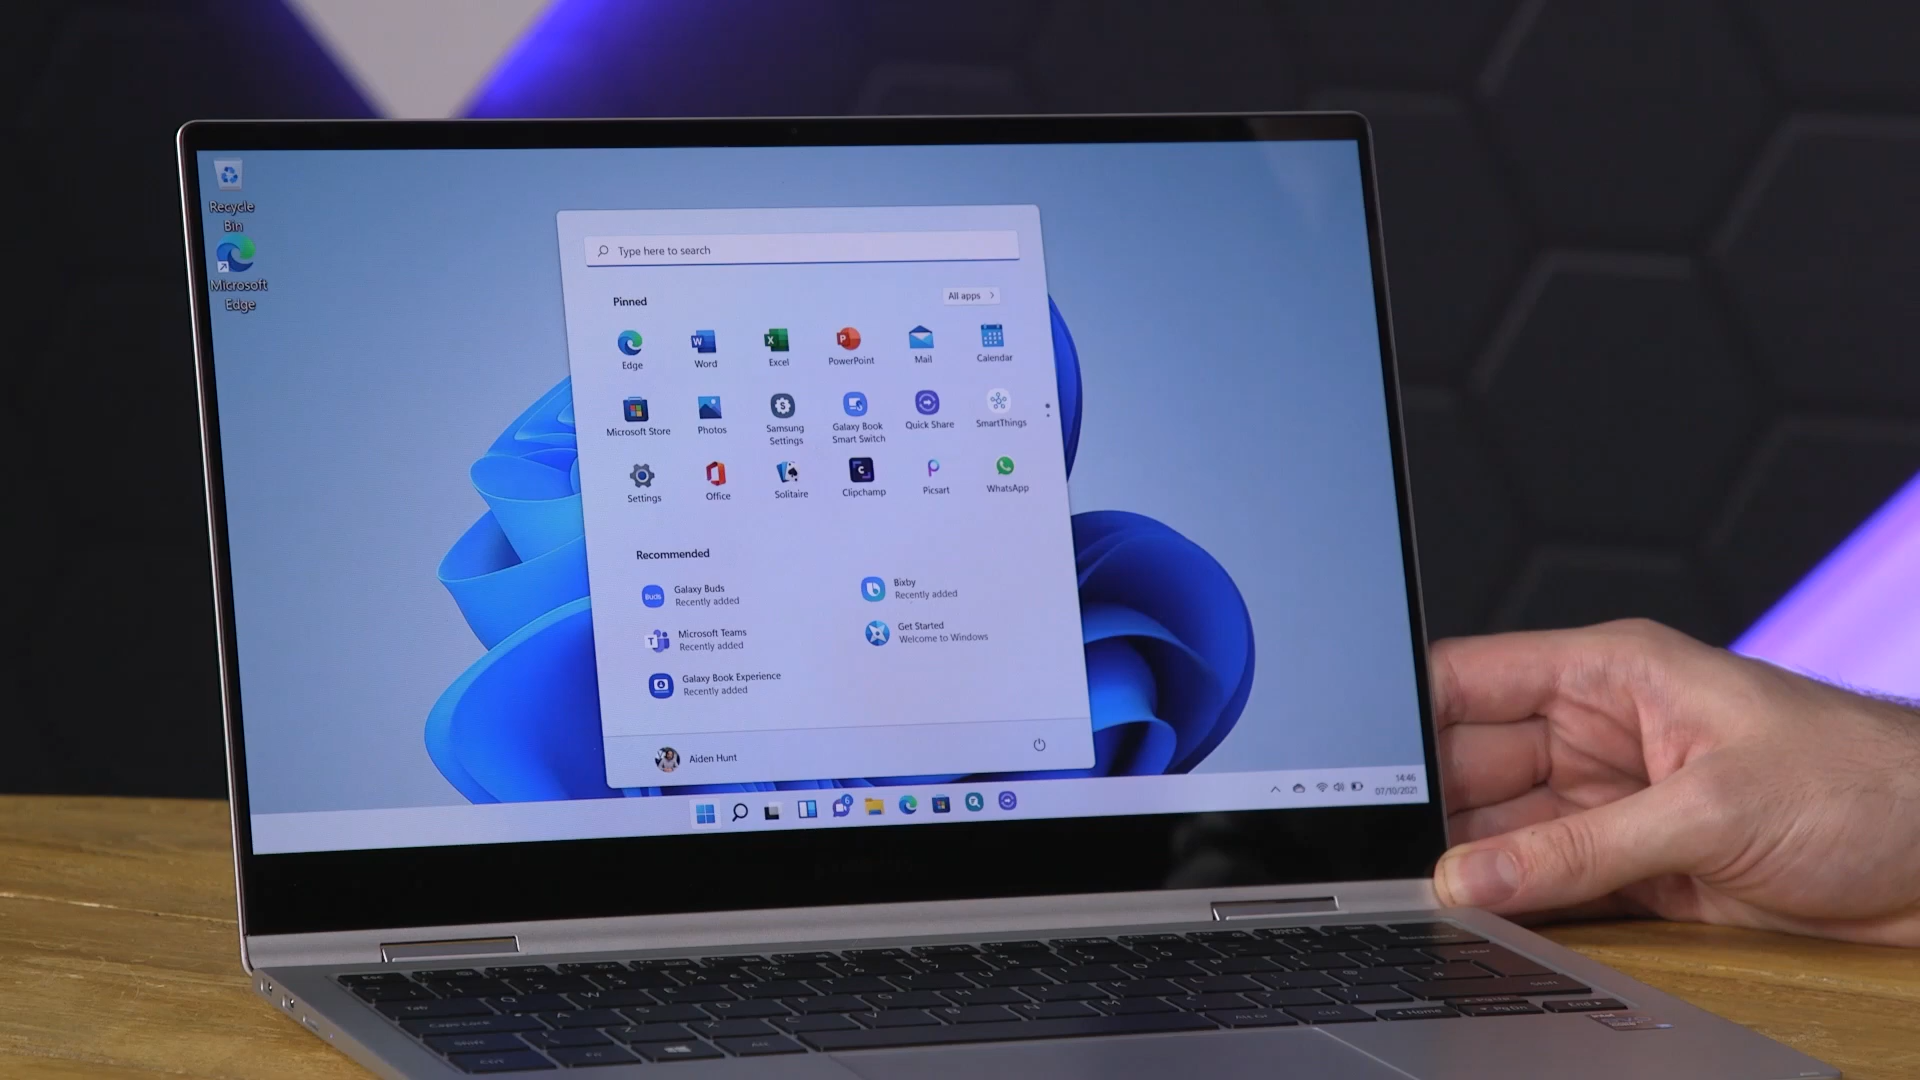 Recycle
Bin
Microsoft
Edge
Type here to search
Pinned
All apps
Edge
Word
Excel
PowerPoint
Mail
Calendar
Microsoft Store
Photos
Samsung
Settings
Galaxy Book
Smart Switch
Quick Share
SmartThings
Settings
Office
Solitaire
Clipchamp
Picsart
WhatsApp
Recommended
Galaxy Buds
Recently added
Bixby
Recently added
Microsoft Teams
Recently added
Get Started
Welcome to Windows
Galaxy Book Experience
Recently added
Aiden Hunt
14:46
07/10/2021